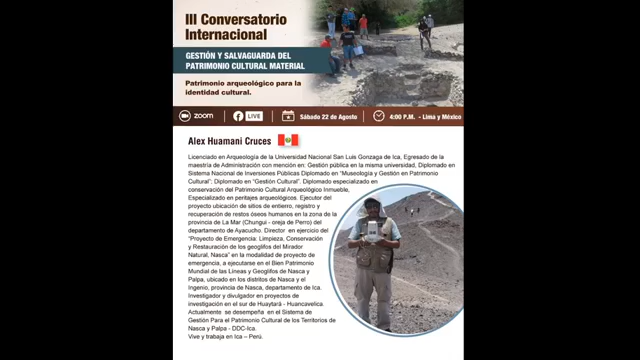 III Conversatorio
Internacional
GESTIÓN Y SALVAGUARDA DEL
PATRIMONIO CULTURAL MATERIAL
Patrimonio arqueológico para la
identidad cultural.
zoom
LIVE
Sábado 22 de Agosto
4:00 P.M. - Lima y México
Alex Huamani Cruces
Licenciado en Arqueología de la Universidad Nacional San Luis Gonzaga de Ica, Egresado de la
maestría de Administración con mención en: Gestión pública en la misma universidad, Diplomado en
Sistema Nacional de Inversiones Públicas Diplomado en "Museología y Gestión en Patrimonio
Cultural"; Diplomado en "Gestión Cultural". Diplomado especializado en
conservación del Patrimonio Cultural Arqueológico Inmueble,
Especializado en peritajes arqueológicos. Ejecutor del
proyecto ubicación de sitios de entierro, registro y
recuperación de restos óseos humanos en la zona de la
provincia de La Mar (Chungui - oreja de Perro) del
departamento de Ayacucho. Director en ejercicio del
"Proyecto de Emergencia: Limpieza, Conservación
y Restauración de los geoglifos del Mirador
Natural, Nasca" en la modalidad de proyecto de
emergencia, a ejecutarse en el Bien Patrimonio
Mundial de las Líneas y Geoglifos de Nasca y
Palpa, ubicado en los distritos de Nasca y el
Ingenio, provincia de Nasca, departamento de Ica.
Investigador y divulgador en proyectos de
investigación en el sur de Huaytará - Huancavelica.
Actualmente se desempeña en el Sistema de
Gestión Para el Patrimonio Cultural de los Territorios de
Nasca y Palpa - DDC-Ica.
Vive y trabaja en Ica – Perú.